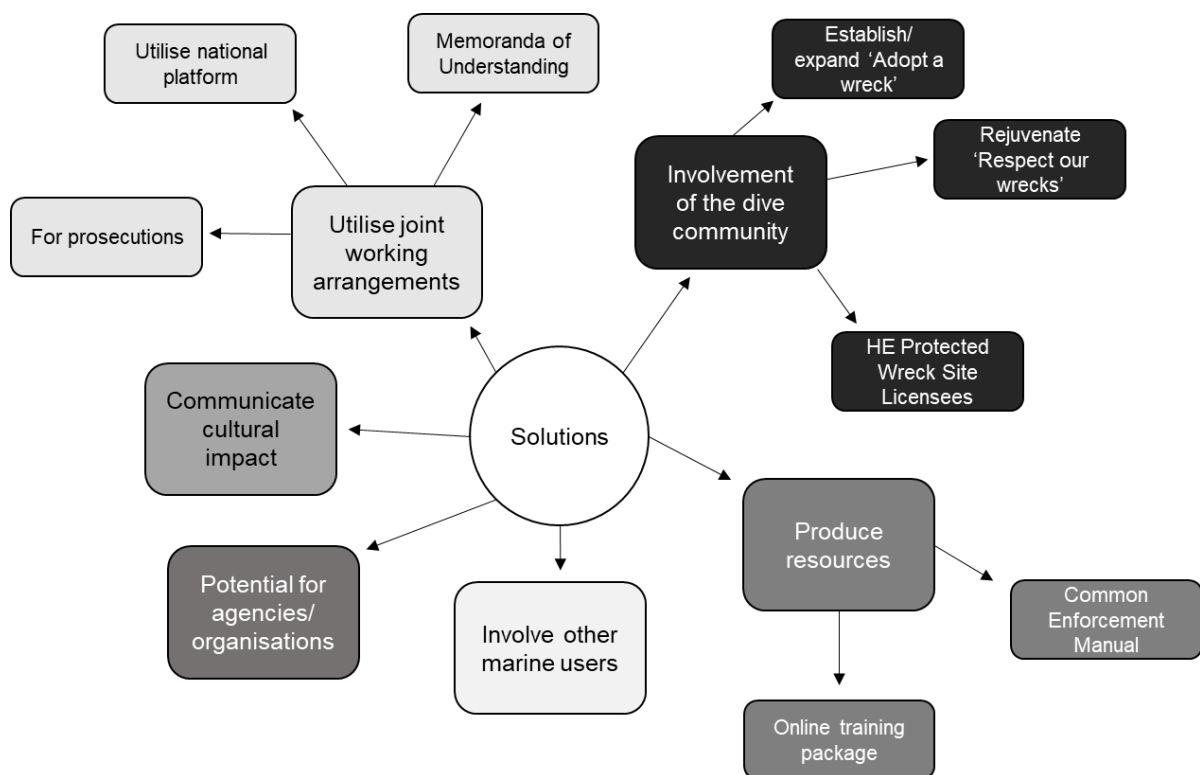 Utilise national
platform
Memoranda of
Understanding
Establish/
expand ‘Adopt a
wreck’
Rejuvenate
‘Respect our
wrecks’
Involvement
of the dive
community
For prosecutions
Utilise joint
working
arrangements
HE Protected
Wreck Site
Licensees
Communicate
cultural
impact
Solutions
Produce
resources
Potential for
agencies/
organisations
Involve other
marine users
Common
Enforcement
Manual
Online training
package